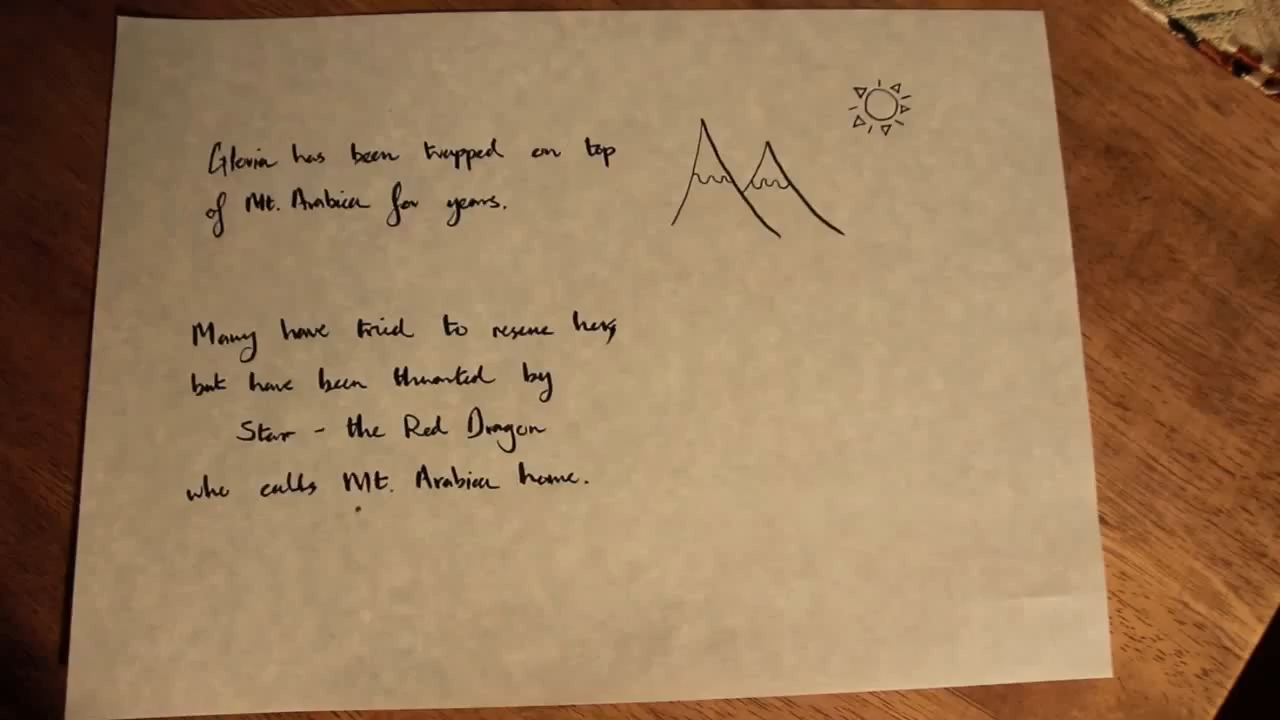 Gloria has been trapped on top
of Mt. Arabica for years.
Many have tried to rescue her,
but have been thwarted by
Star - the Red Dragon
who calls Mt. Arabica home.